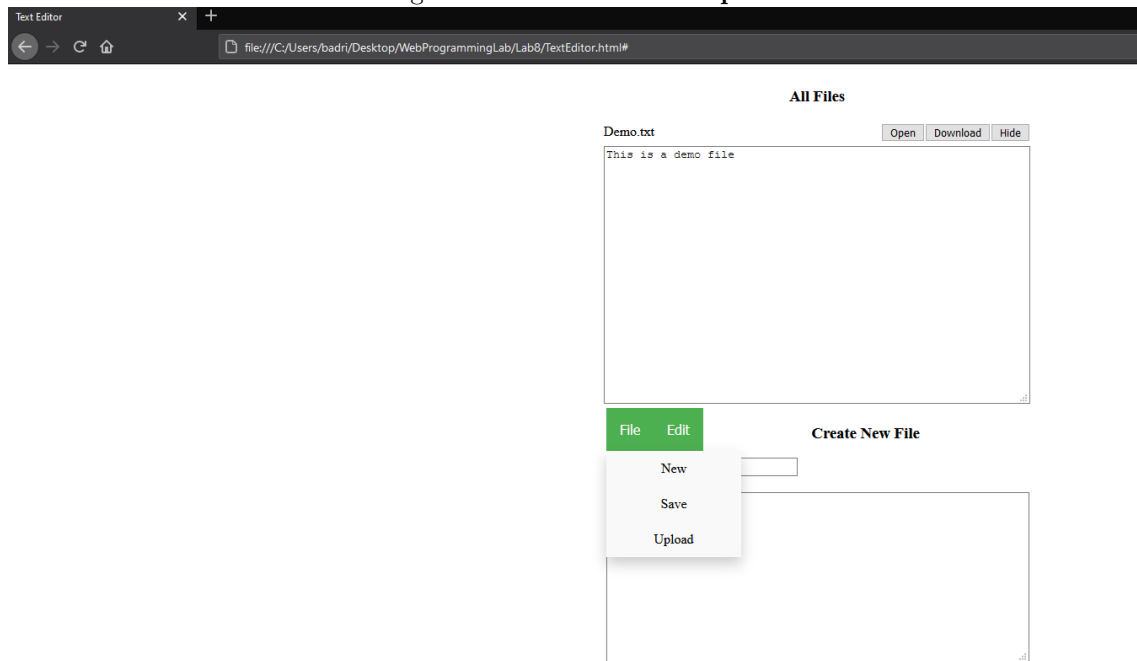 Text Editor
file:///C:/Users/badri/Desktop/WebProgrammingLab/Lab8/TextEditor.html#
All Files
Demo.txt Open Download Hide
This is a demo file
File Edit Create New File
New
Save
Upload